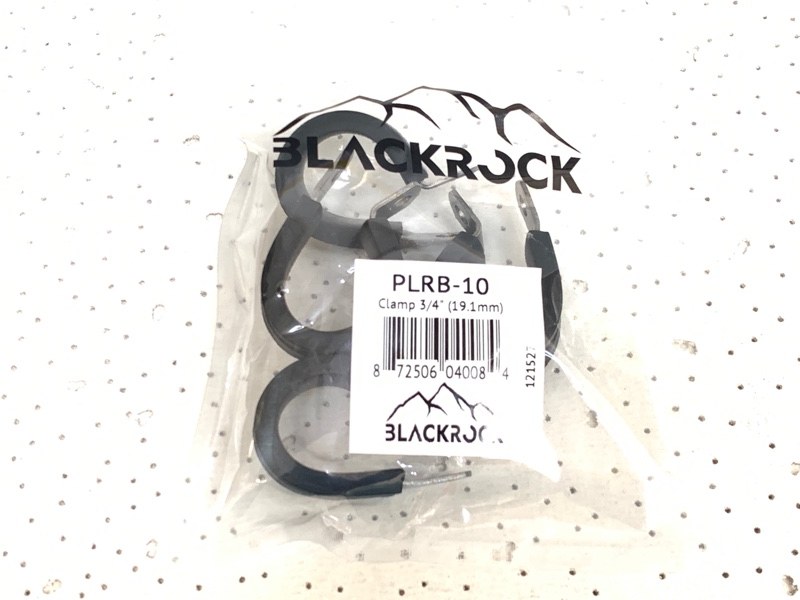 BLACKROCK
PLRB-10
Clamp 3/4" (19.1mm)
8 72506 04008 4
121527
BLACKROCK